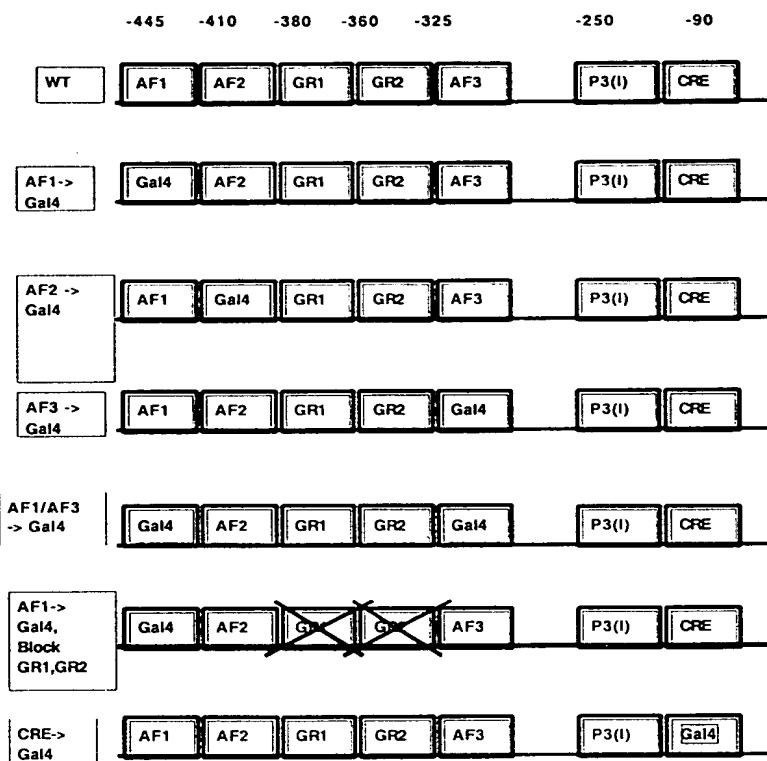 -445 -410 -380 -360 -325 -250 -90
WT AF1 AF2 GR1 GR2 AF3 P3(I) CRE
AF1->
Gal4
Gal4 AF2 GR1 GR2 AF3 P3(I) CRE
AF2 ->
Gal4
AF1 Gal4 GR1 GR2 AF3 P3(I) CRE
AF3 ->
Gal4
AF1 AF2 GR1 GR2 Gal4 P3(I) CRE
AF1/AF3
-> Gal4
Gal4 AF2 GR1 GR2 Gal4 P3(I) CRE
AF1->
Gal4,
Block
GR1,GR2
Gal4 AF2 AF3 P3(I) CRE
CRE->
Gal4
AF1 AF2 GR1 GR2 AF3 P3(I) Gal4